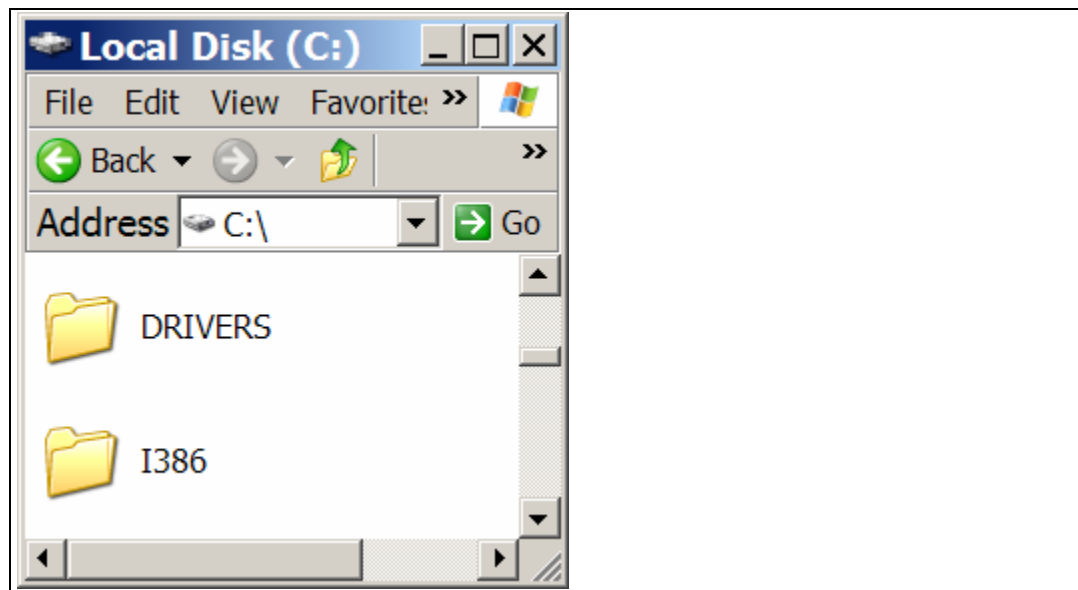 Local Disk (C:)
File Edit View Favorite
Back
Address C:\ Go
DRIVERS
I386